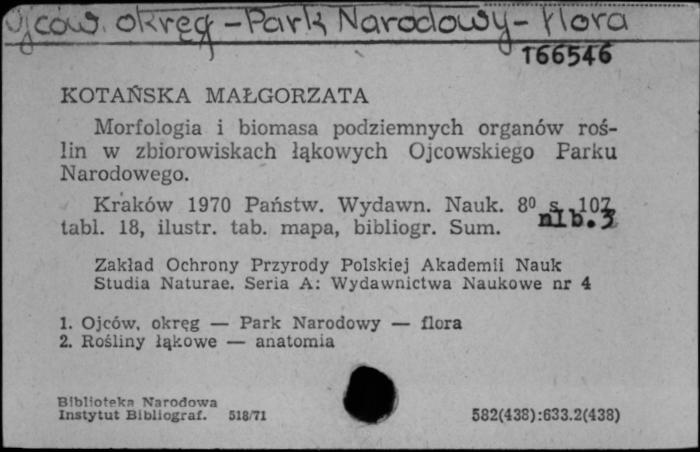 Ojców, okręg - Park Narodowy - flora
T66546
KOTAŃSKA MAŁGORZATA
Morfologia i biomasa podziemnych organów roś-
lin w zbiorowiskach łąkowych Ojcowskiego Parku
Narodowego.
Kraków 1970 Państw. Wydawn. Nauk. 8⁰ s. 107,
nlb. 3
tabl. 18, ilustr. tab. mapa, bibliogr. Sum.
Zakład Ochrony Przyrody Polskiej Akademii Nauk
Studia Naturae. Seria A: Wydawnictwa Naukowe nr 4
1. Ojców, okręg — Park Narodowy — flora
2. Rośliny łąkowe — anatomia
Biblioteka Narodowa
Instytut Bibliograf. 518/71
582(438):633.2(438)